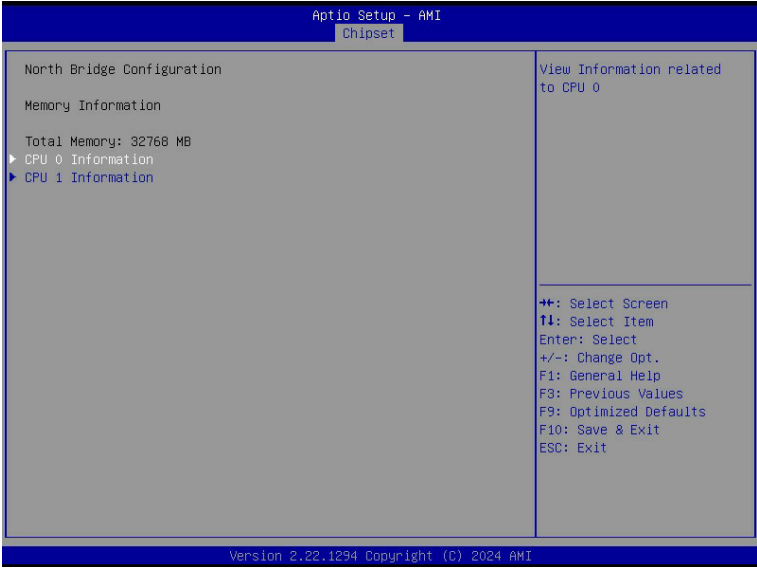 Aptio Setup – AMI
Chipset
North Bridge Configuration
Memory Information
Total Memory: 32768 MB
▶ CPU 0 Information
▶ CPU 1 Information
View Information related
to CPU 0
→←: Select Screen
↑↓: Select Item
Enter: Select
+/-: Change Opt.
F1: General Help
F3: Previous Values
F9: Optimized Defaults
F10: Save & Exit
ESC: Exit
Version 2.22.1294 Copyright (C) 2024 AMI